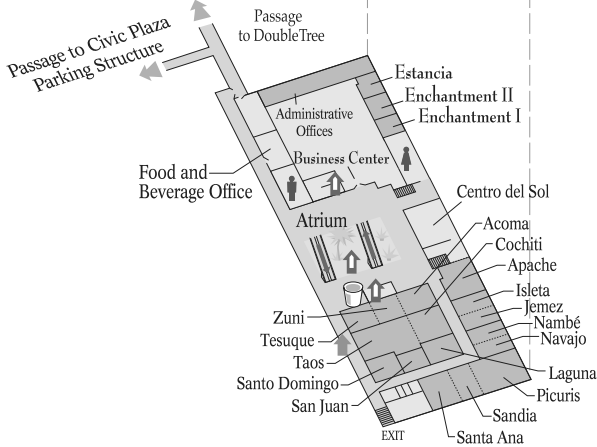 Passage
to DoubleTree
Passage to Civic Plaza
Parking Structure
Estancia
Enchantment II
Enchantment I
Administrative
Offices
Business Center
Food and
Beverage Office
Centro del Sol
Atrium
Acoma
Cochiti
Apache
Isleta
Jemez
Nambé
Navajo
Zuni
Tesuque
Taos
Santo Domingo
San Juan
Laguna
Picuris
Sandia
Santa Ana
EXIT